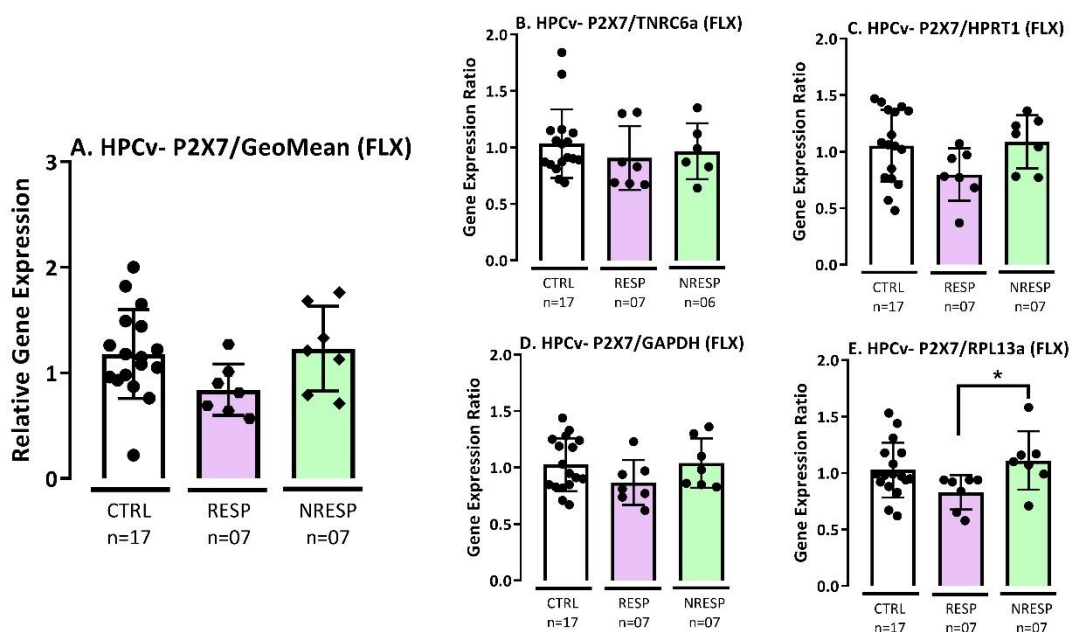 A. HPCv- P2X7/GeoMean (FLX)
Relative Gene Expression
3
2
1
0
CTRL
n=17
RESP
n=07
NRESP
n=07
B. HPCv- P2X7/TNRC6a (FLX)
Gene Expression Ratio
2.0
1.5
1.0
0.5
0.0
CTRL
n=17
RESP
n=07
NRESP
n=06
C. HPCv- P2X7/HPRT1 (FLX)
Gene Expression Ratio
2.0
1.5
1.0
0.5
0.0
CTRL
n=17
RESP
n=07
NRESP
n=07
D. HPCv- P2X7/GAPDH (FLX)
Gene Expression Ratio
2.0
1.5
1.0
0.5
0.0
CTRL
n=17
RESP
n=07
NRESP
n=07
E. HPCv- P2X7/RPL13a (FLX)
Gene Expression Ratio
2.0
1.5
1.0
0.5
0.0
*
CTRL
n=17
RESP
n=07
NRESP
n=07